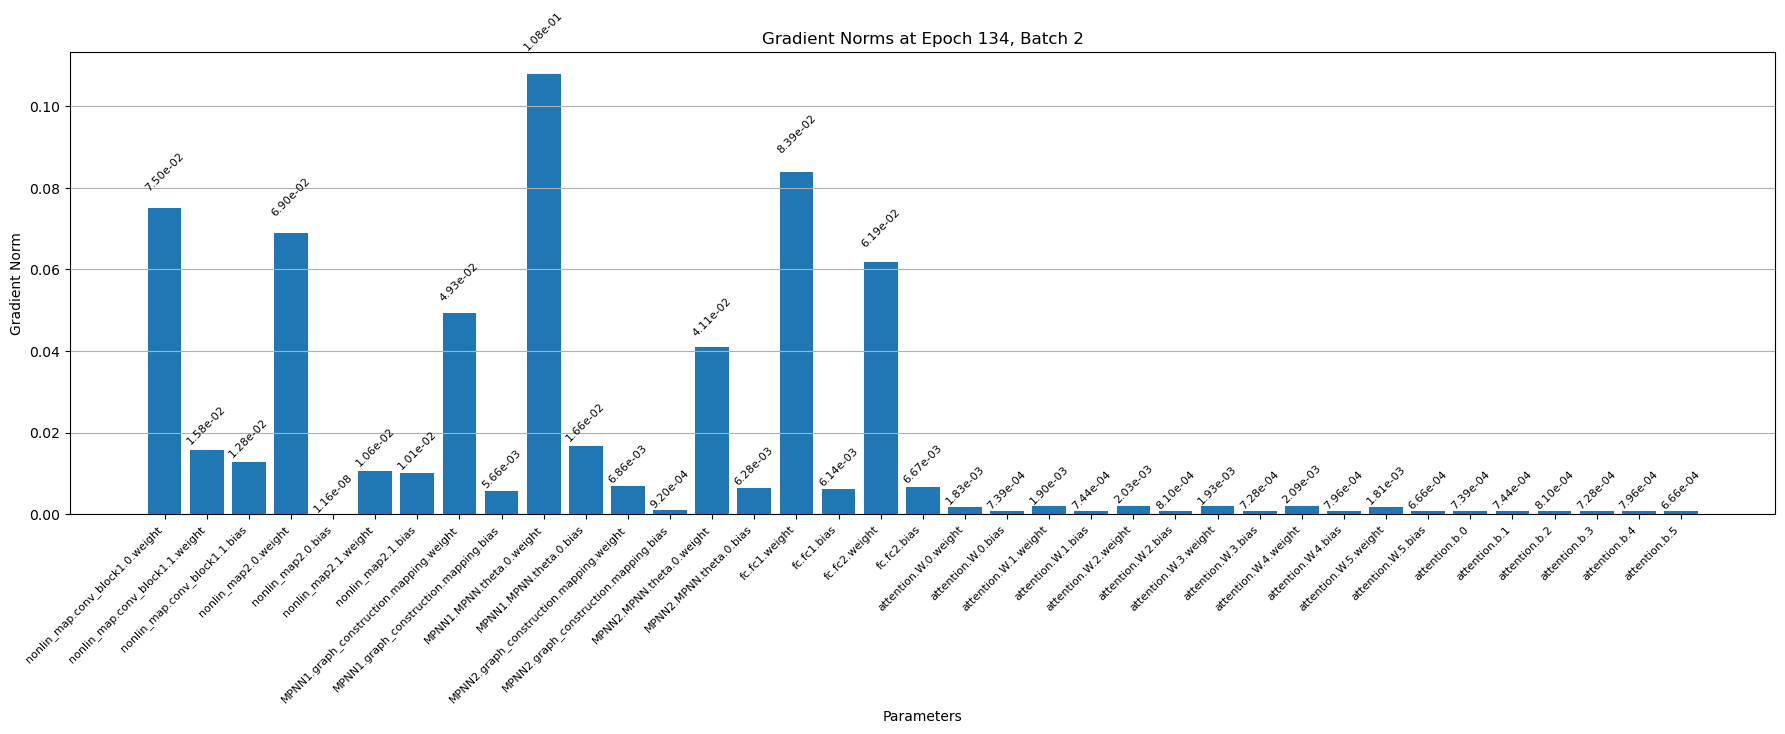 Gradient Norms at Epoch 134, Batch 2
Gradient Norm
0.10
0.08
0.06
0.04
0.02
0.00
7.50e-02
1.58e-02
1.28e-02
6.90e-02
1.16e-08
1.06e-02
1.01e-02
4.93e-02
5.66e-03
1.08e-01
1.66e-02
6.86e-03
9.20e-04
4.11e-02
6.28e-03
8.39e-02
6.14e-03
6.19e-02
6.67e-03
1.83e-03
7.39e-04
1.90e-03
7.44e-04
2.03e-03
8.10e-04
1.93e-03
7.28e-04
2.09e-03
7.96e-04
1.81e-03
6.66e-04
7.39e-04
7.44e-04
8.10e-04
7.28e-04
7.96e-04
6.66e-04
nonlin_map.conv_block1.0.weight
nonlin_map.conv_block1.1.weight
nonlin_map.conv_block1.1.bias
nonlin_map2.0.weight
nonlin_map2.0.bias
nonlin_map2.1.weight
nonlin_map2.1.bias
MPNN1.graph_construction.mapping.weight
MPNN1.graph_construction.mapping.bias
MPNN1.MPNN.theta.0.weight
MPNN1.MPNN.theta.0.bias
MPNN2.graph_construction.mapping.weight
MPNN2.graph_construction.mapping.bias
MPNN2.MPNN.theta.0.weight
MPNN2.MPNN.theta.0.bias
fc.fc1.weight
fc.fc1.bias
fc.fc2.weight
fc.fc2.bias
attention.W.0.weight
attention.W.0.bias
attention.W.1.weight
attention.W.1.bias
attention.W.2.weight
attention.W.2.bias
attention.W.3.weight
attention.W.3.bias
attention.W.4.weight
attention.W.4.bias
attention.W.5.weight
attention.W.5.bias
attention.b.0
attention.b.1
attention.b.2
attention.b.3
attention.b.4
attention.b.5
Parameters